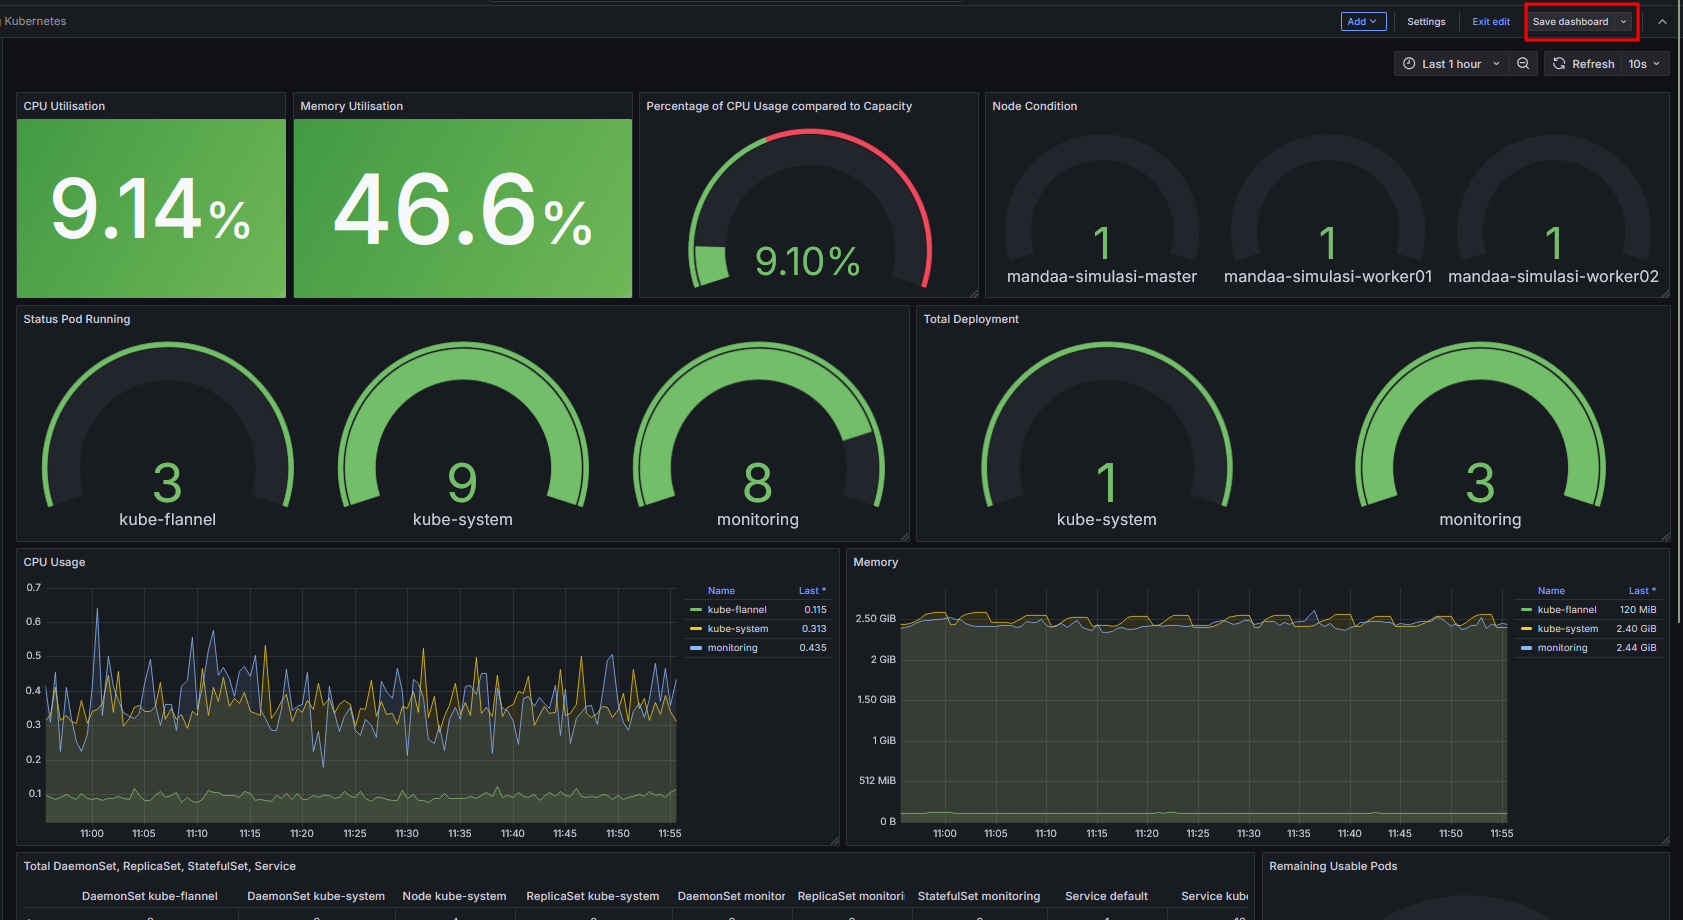 Kubernetes
Add
Settings
Exit edit
Save dashboard
Last 1 hour
Refresh
10s
CPU Utilisation
Memory Utilisation
Percentage of CPU Usage compared to Capacity
Node Condition
9.14%
46.6%
9.10%
1
mandaa-simulasi-master
1
mandaa-simulasi-worker01
1
mandaa-simulasi-worker02
Status Pod Running
Total Deployment
3
kube-flannel
9
kube-system
8
monitoring
1
kube-system
3
monitoring
CPU Usage
0.7
0.6
0.5
0.4
0.3
0.2
0.1
11:00 11:05 11:10 11:15 11:20 11:25 11:30 11:35 11:40 11:45 11:50 11:55
Name Last *
kube-flannel 0.115
kube-system 0.313
monitoring 0.435
Memory
2.50 GiB
2 GiB
1.50 GiB
1 GiB
512 MiB
0 B
11:00 11:05 11:10 11:15 11:20 11:25 11:30 11:35 11:40 11:45 11:50 11:55
Name Last *
kube-flannel 120 MiB
kube-system 2.40 GiB
monitoring 2.44 GiB
Total DaemonSet, ReplicaSet, StatefulSet, Service
DaemonSet kube-flannel DaemonSet kube-system Node kube-system ReplicaSet kube-system DaemonSet monitor ReplicaSet monitori StatefulSet monitoring Service default Service kube
Remaining Usable Pods